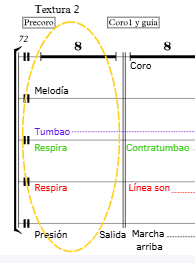 Textura 2
Precoro Coro1 y guía
72 8 8
Coro
Melodía
Tumbao
Respira Contratumbao
Respira Línea son
Presión Salida Marcha
arriba